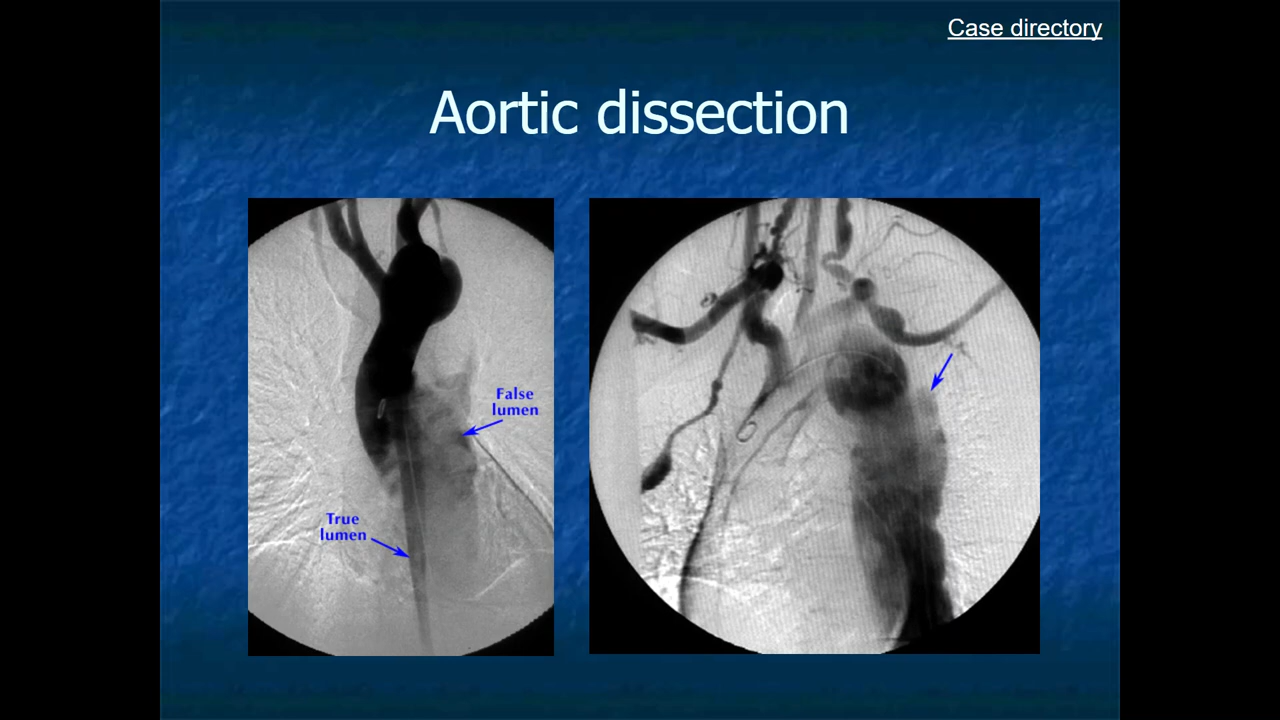 Case directory
Aortic dissection
False
lumen
True
lumen